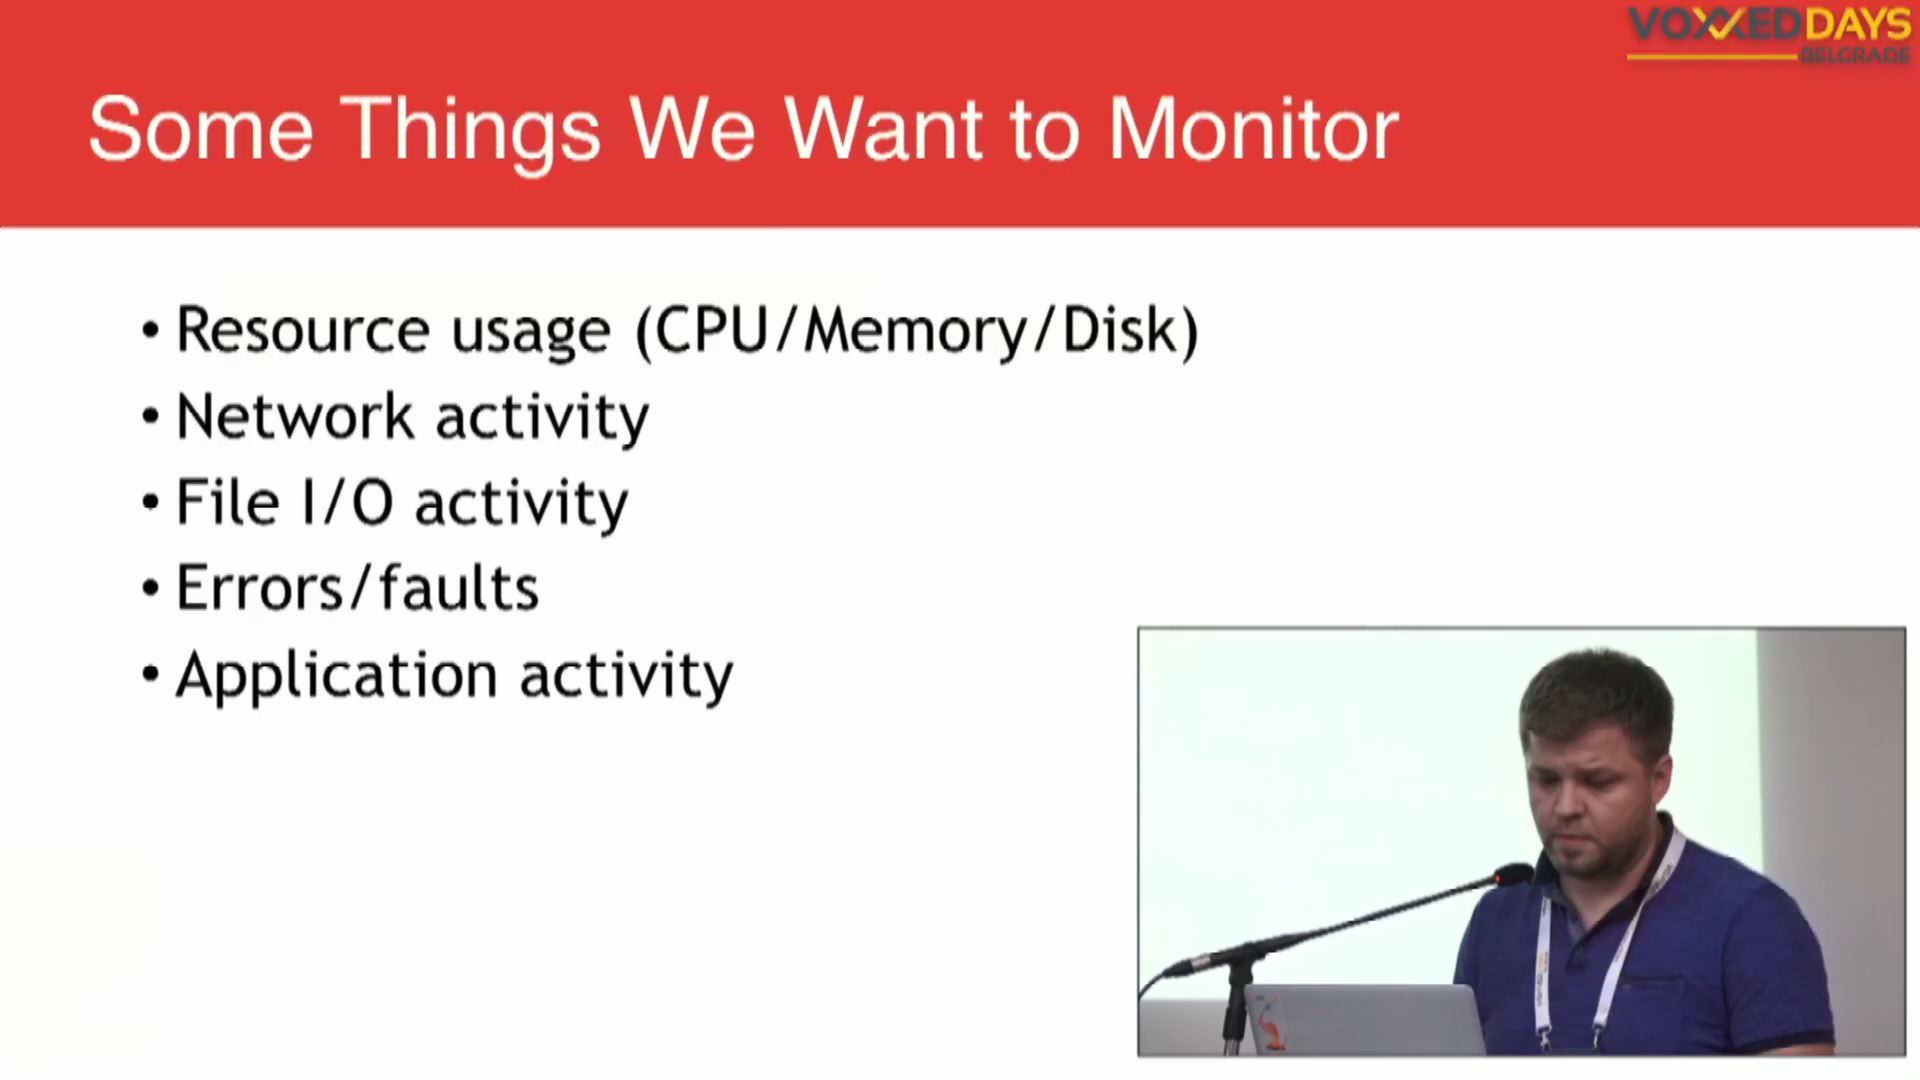 VOXXED DAYS
BELGRADE
Some Things We Want to Monitor
• Resource usage (CPU/Memory/Disk)
• Network activity
• File I/O activity
• Errors/faults
• Application activity